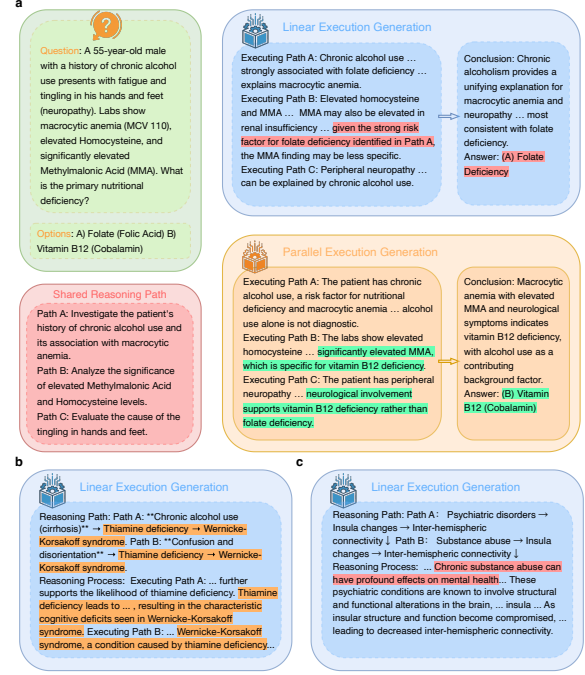 a
Question: A 55-year-old male
with a history of chronic alcohol
use presents with fatigue and
tingling in his hands and feet
(neuropathy). Labs show
macrocytic anemia (MCV 110),
elevated Homocysteine, and
significantly elevated
Methylmalonic Acid (MMA). What
is the primary nutritional
deficiency?
Options: A) Folate (Folic Acid) B)
Vitamin B12 (Cobalamin)
Shared Reasoning Path
Path A: Investigate the patient's
history of chronic alcohol use and
its association with macrocytic
anemia.
Path B: Analyze the significance
of elevated Methylmalonic Acid
and Homocysteine levels.
Path C: Evaluate the cause of the
tingling in hands and feet.
Linear Execution Generation
Executing Path A: Chronic alcohol use ...
strongly associated with folate deficiency ...
explains macrocytic anemia.
Executing Path B: Elevated homocysteine
and MMA ... MMA may also be elevated in
renal insufficiency ... given the strong risk
factor for folate deficiency identified in Path A,
the MMA finding may be less specific.
Executing Path C: Peripheral neuropathy ...
can be explained by chronic alcohol use.
Conclusion: Chronic
alcoholism provides a
unifying explanation for
macrocytic anemia and
neuropathy ... most
consistent with folate
deficiency.
Answer: (A) Folate
Deficiency
Parallel Execution Generation
Executing Path A: The patient has chronic
alcohol use, a risk factor for nutritional
deficiency and macrocytic anemia ... alcohol
use alone is not diagnostic.
Executing Path B: The labs show elevated
homocysteine ... significantly elevated MMA,
which is specific for vitamin B12 deficiency.
Executing Path C: The patient has peripheral
neuropathy ... neurological involvement
supports vitamin B12 deficiency rather than
folate deficiency.
Conclusion: Macrocytic
anemia with elevated
MMA and neurological
symptoms indicates
vitamin B12 deficiency,
with alcohol use as a
contributing
background factor.
Answer: (B) Vitamin
B12 (Cobalamin)
b
Linear Execution Generation
Reasoning Path: Path A: **Chronic alcohol use
(cirrhosis)** → Thiamine deficiency → Wernicke-
Korsakoff syndrome. Path B: **Confusion and
disorientation** → Thiamine deficiency → Wernicke-
Korsakoff syndrome.
Reasoning Process: Executing Path A: ... further
supports the likelihood of thiamine deficiency. Thiamine
deficiency leads to ... , resulting in the characteristic
cognitive deficits seen in Wernicke-Korsakoff
syndrome. Executing Path B: ... Wernicke-Korsakoff
syndrome, a condition caused by thiamine deficiency...
c
Linear Execution Generation
Reasoning Path: Path A: Psychiatric disorders →
Insula changes → Inter-hemispheric
connectivity ↓ Path B: Substance abuse → Insula
changes → Inter-hemispheric connectivity ↓
Reasoning Process: ... Chronic substance abuse can
have profound effects on mental health... These
psychiatric conditions are known to involve structural
and functional alterations in the brain, ... insula ... As
insular structure and function become compromised, ...
leading to decreased inter-hemispheric connectivity.